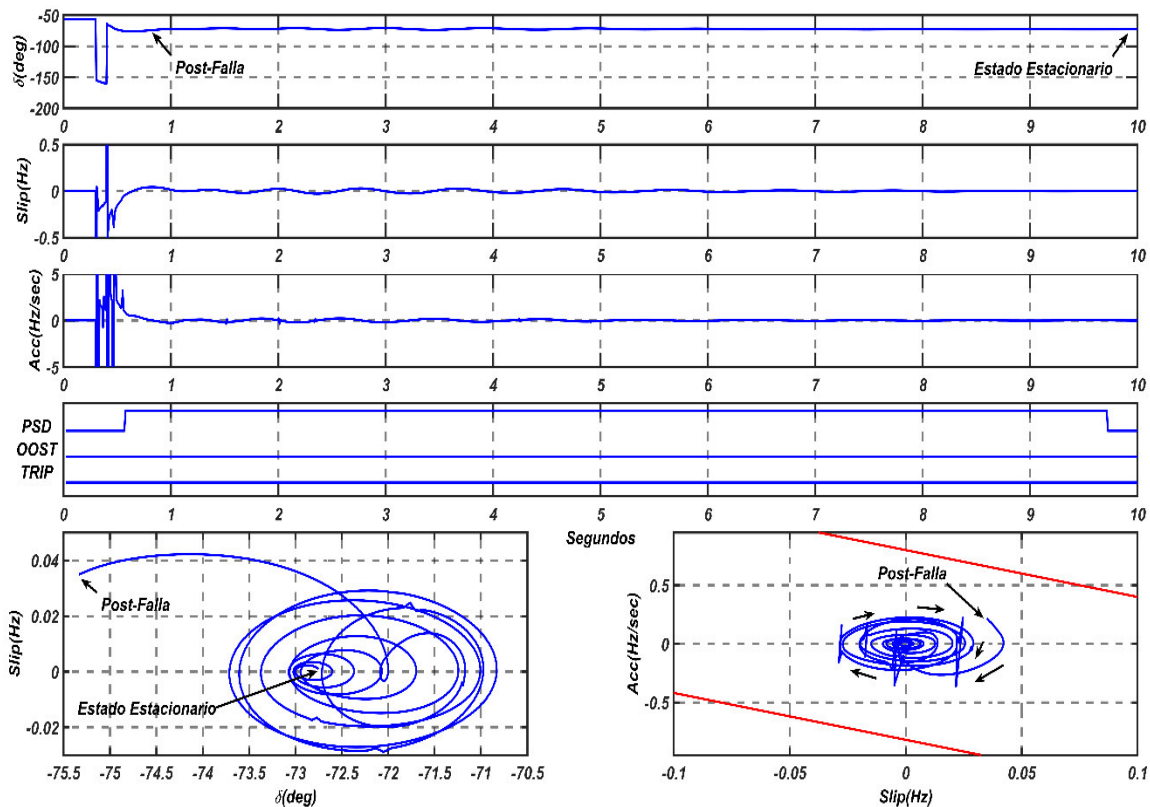 δ(deg)
-50
-100
-150
-200
Post-Falla
Estado Estacionario
0 1 2 3 4 5 6 7 8 9 10
Slip(Hz)
0.5
0
-0.5
0 1 2 3 4 5 6 7 8 9 10
Acc(Hz/sec)
5
0
-5
0 1 2 3 4 5 6 7 8 9 10
PSD
OOST
TRIP
0 1 2 3 4 5 6 7 8 9 10
Segundos
Slip(Hz)
0.04
0.02
0
-0.02
Post-Falla
Estado Estacionario
-75.5 -75 -74.5 -74 -73.5 -73 -72.5 -72 -71.5 -71 -70.5
δ(deg)
Acc(Hz/sec)
0.5
0
-0.5
Post-Falla
-0.1 -0.05 0 0.05 0.1
Slip(Hz)